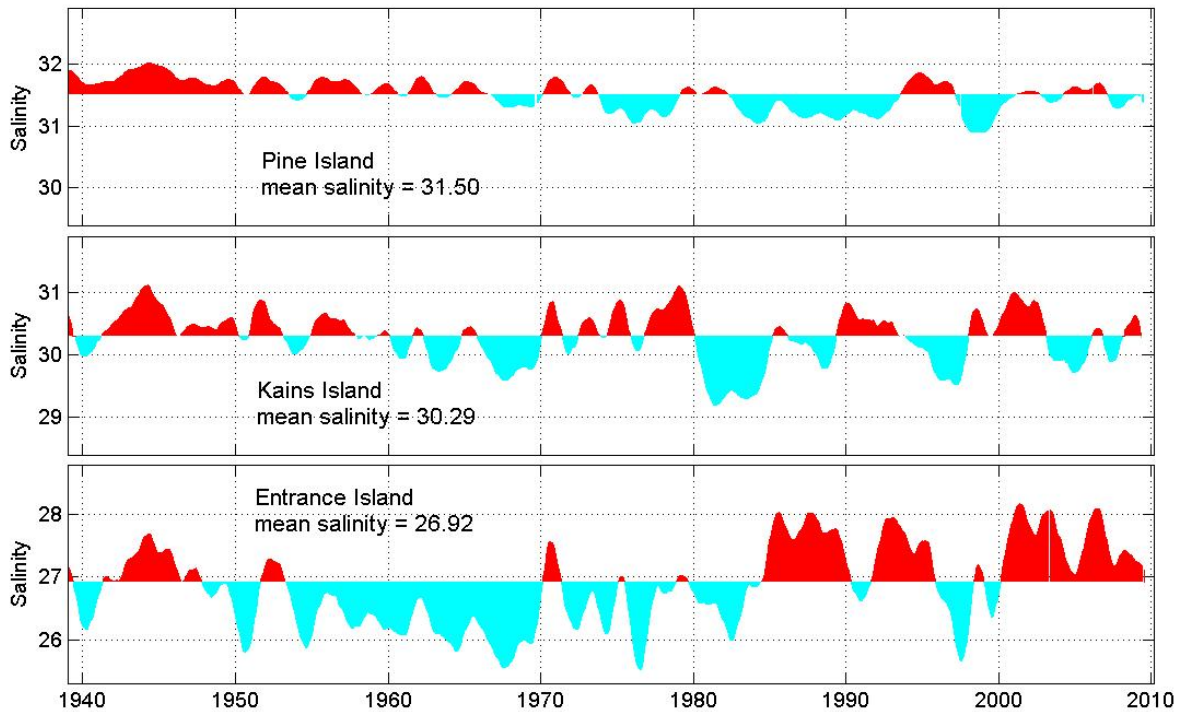 Salinity
32
31
30
Pine Island
mean salinity = 31.50
Salinity
31
30
29
Kains Island
mean salinity = 30.29
Salinity
28
27
26
Entrance Island
mean salinity = 26.92
1940 1950 1960 1970 1980 1990 2000 2010